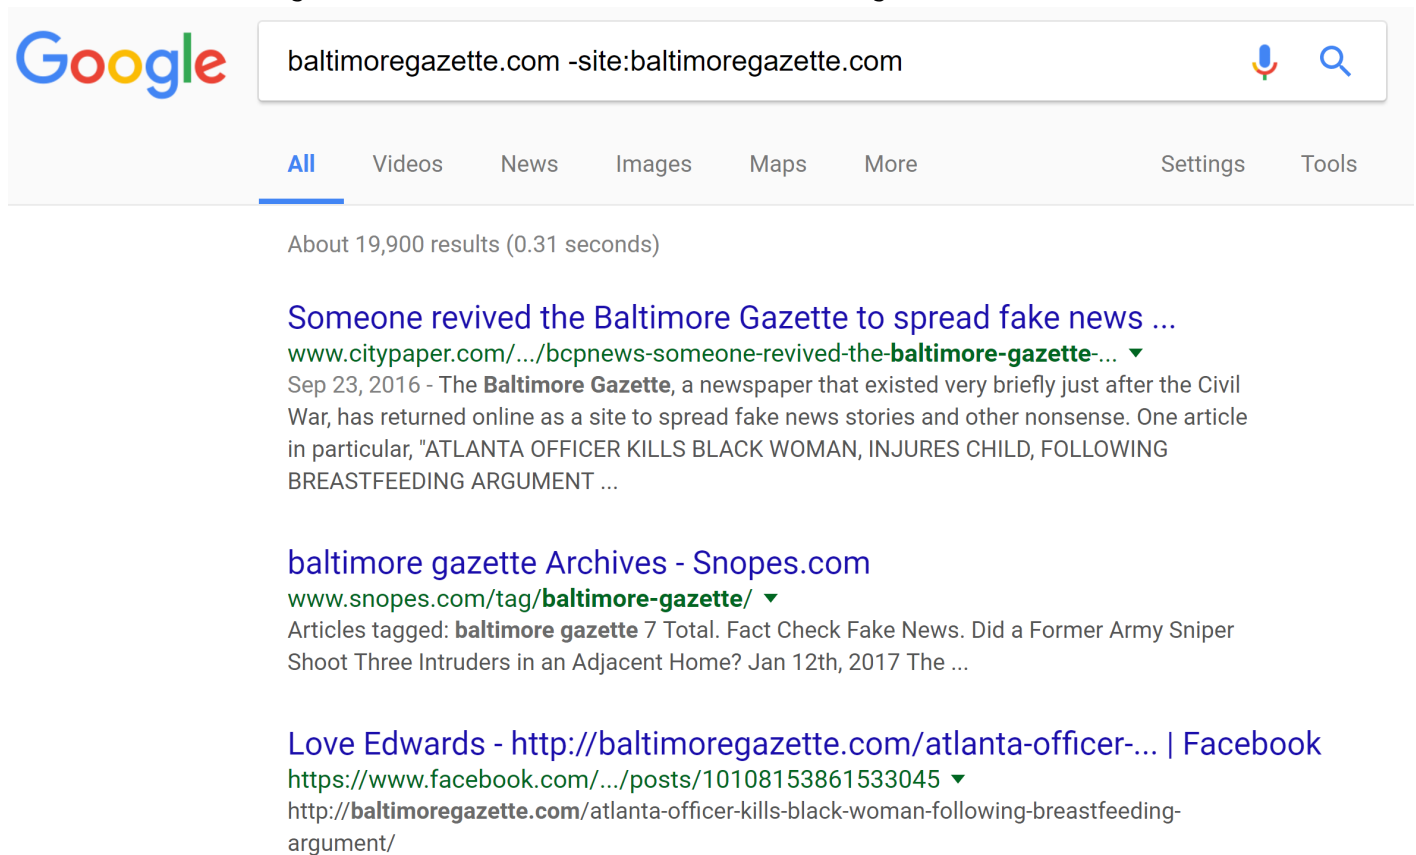 Google
baltimoregazette.com -site:baltimoregazette.com
All Videos News Images Maps More Settings Tools
About 19,900 results (0.31 seconds)
Someone revived the Baltimore Gazette to spread fake news ...
www.citypaper.com/.../bcpnews-someone-revived-the-baltimore-gazette-...
Sep 23, 2016 - The Baltimore Gazette, a newspaper that existed very briefly just after the Civil
War, has returned online as a site to spread fake news stories and other nonsense. One article
in particular, "ATLANTA OFFICER KILLS BLACK WOMAN, INJURES CHILD, FOLLOWING
BREASTFEEDING ARGUMENT ...
baltimore gazette Archives - Snopes.com
www.snopes.com/tag/baltimore-gazette/
Articles tagged: baltimore gazette 7 Total. Fact Check Fake News. Did a Former Army Sniper
Shoot Three Intruders in an Adjacent Home? Jan 12th, 2017 The ...
Love Edwards - http://baltimoregazette.com/atlanta-officer-... | Facebook
https://www.facebook.com/.../posts/10108153861533045
http://baltimoregazette.com/atlanta-officer-kills-black-woman-following-breastfeeding-
argument/